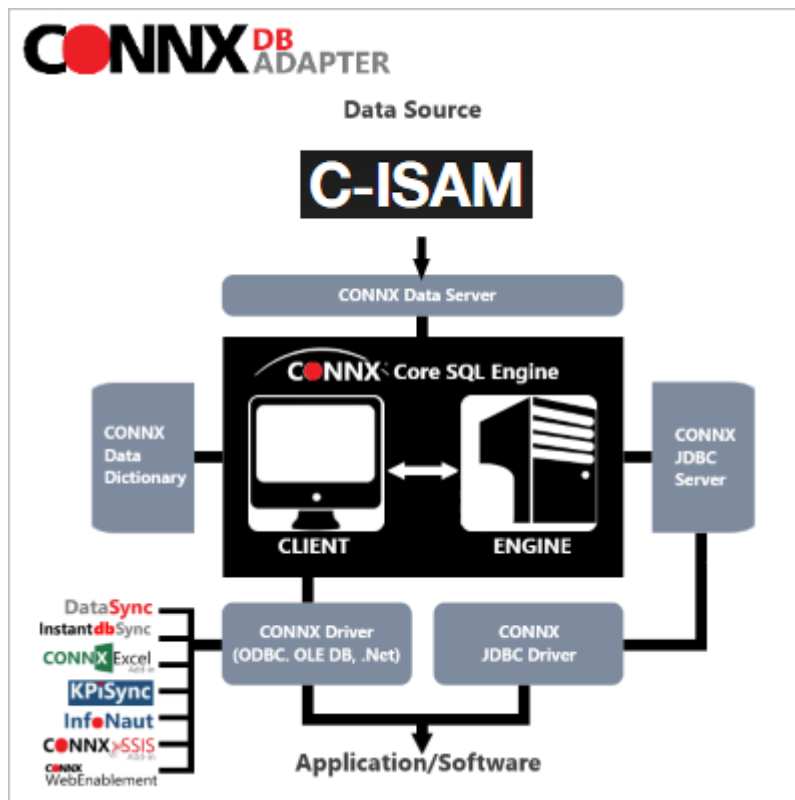 CONNX DB
ADAPTER
Data Source
C-ISAM
CONNX Data Server
CONNX Core SQL Engine
CONNX
Data
Dictionary
CLIENT
ENGINE
CONNX
JDBC
Server
DataSync
InstantdbSync
CONNX Excel
Add-in
KPiSync
InfoNaut
CONNX SSIS
Add-in
CONNX
WebEnablement
CONNX Driver
(ODBC. OLE DB, .Net)
CONNX
JDBC Driver
Application/Software